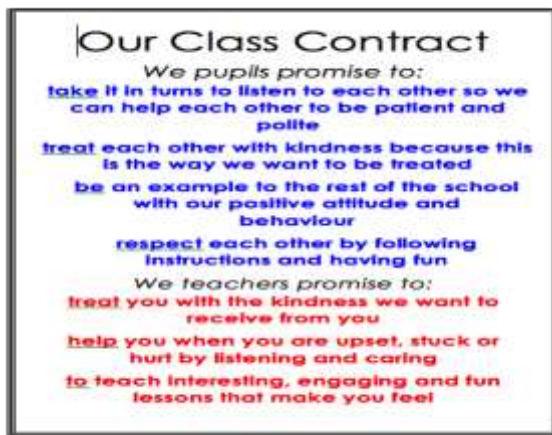 Our Class Contract
We pupils promise to:
take it in turns to listen to each other so we
can help each other to be patient and
polite
treat each other with kindness because this
is the way we want to be treated
be an example to the rest of the school
with our positive attitude and
behaviour
respect each other by following
instructions and having fun
We teachers promise to:
treat you with the kindness we want to
receive from you
help you when you are upset, stuck or
hurt by listening and caring
to teach interesting, engaging and fun
lessons that make you feel